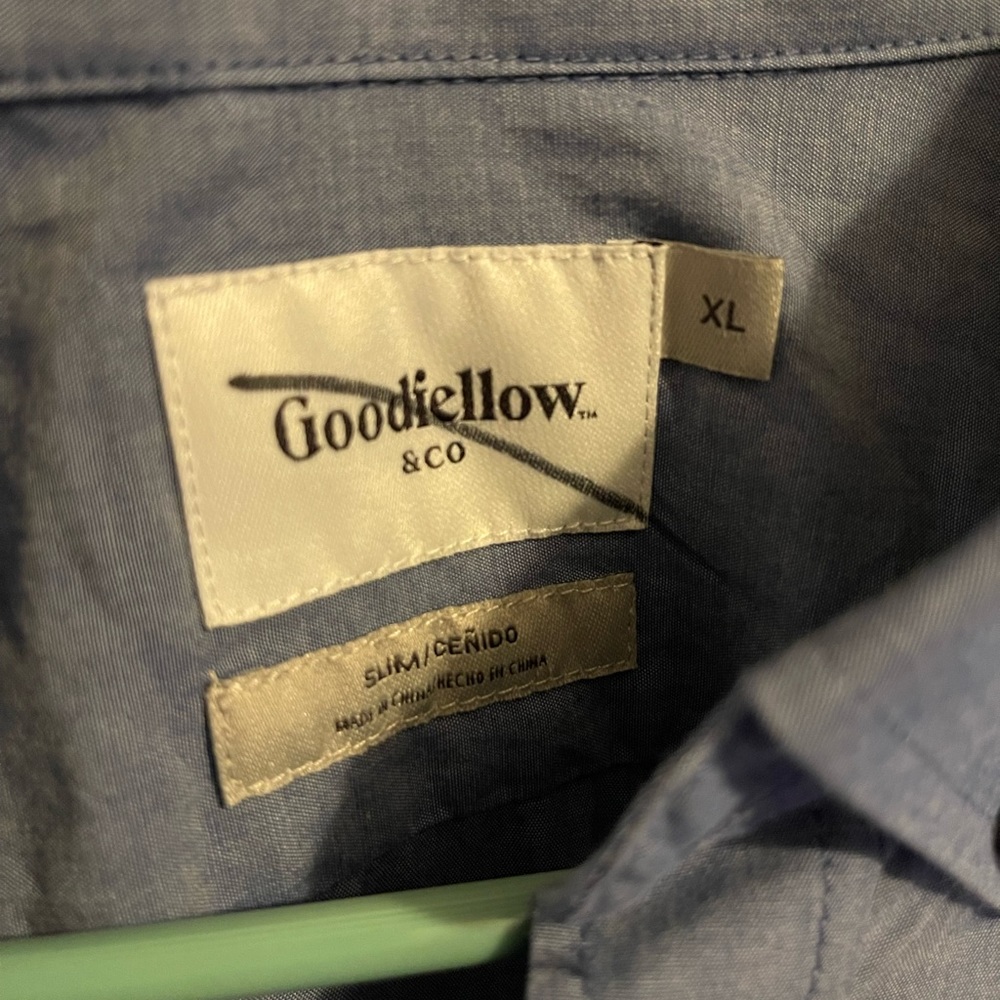 Goodfellow™
& CO
XL
SLIM/CEÑIDO
MADE IN CHINA/HECHO EN CHINA